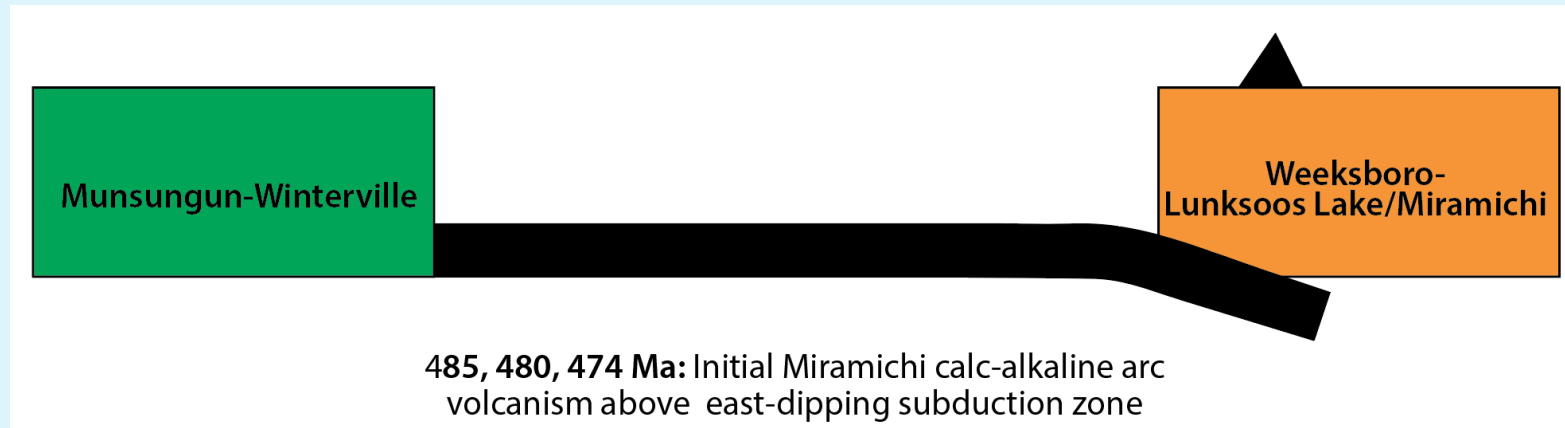 Munsungun-Winterville
Weeksboro-
Lunksoos Lake/Miramichi
485, 480, 474 Ma: Initial Miramichi calc-alkaline arc
volcanism above  east-dipping subduction zone